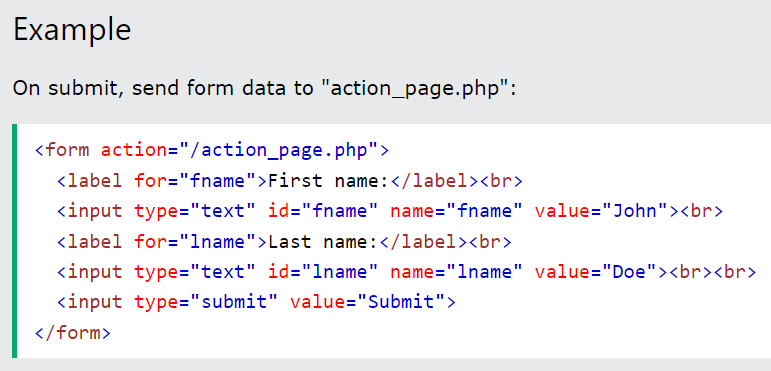 Example
On submit, send form data to "action_page.php":
<form action="/action_page.php">
  <label for="fname">First name:</label><br>
  <input type="text" id="fname" name="fname" value="John"><br>
  <label for="lname">Last name:</label><br>
  <input type="text" id="lname" name="lname" value="Doe"><br><br>
  <input type="submit" value="Submit">
</form>